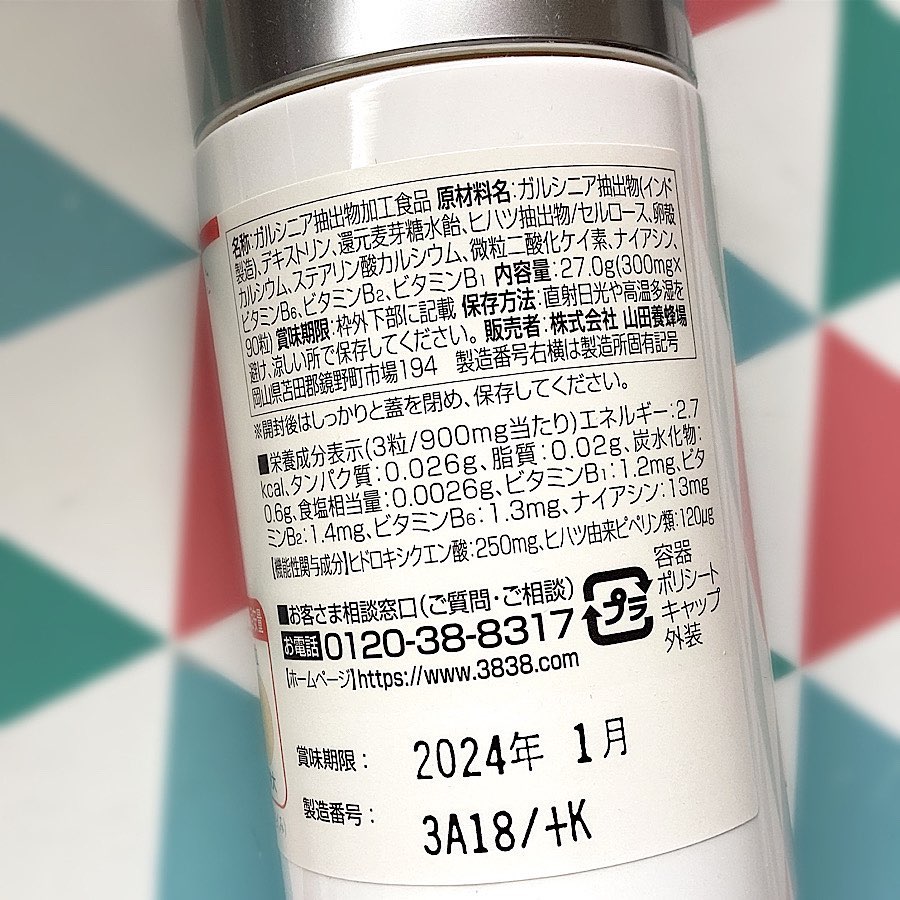 名称:ガルシニア抽出物加工食品 原材料名:ガルシニア抽出物(インド
製造)、デキストリン、還元麦芽糖水飴、ヒハツ抽出物/セルロース、卵殻
カルシウム、ステアリン酸カルシウム、微粒二酸化ケイ素、ナイアシン、
ビタミンB6、ビタミンB2、ビタミンB1 内容量:27.0g(300mg×
90粒) 賞味期限:枠外下部に記載 保存方法:直射日光や高温多湿を
避け、涼しい所で保存してください。 販売者:株式会社 山田養蜂場
岡山県苫田郡鏡野町市場194 製造番号右横は製造所固有記号
※開封後はしっかりと蓋を閉め、保存してください。
■栄養成分表示(3粒/900mg当たり)エネルギー:2.7
kcal、タンパク質:0.026g、脂質:0.02g、炭水化物:
0.6g、食塩相当量:0.0026g、ビタミンB1:1.2mg、ビタ
ミンB2:1.4mg、ビタミンB6:1.3mg、ナイアシン:13mg
【機能性関与成分】ヒドロキシクエン酸:250mg、ヒハツ由来ピペリン類:120μg
■お客さま相談窓口(ご質問・ご相談)
お電話 0120-38-8317
【ホームページ】https://www.3838.com
プラ
容器
ポリシート
キャップ
外装
賞味期限: 2024年 1月
製造番号: 3A18/+K